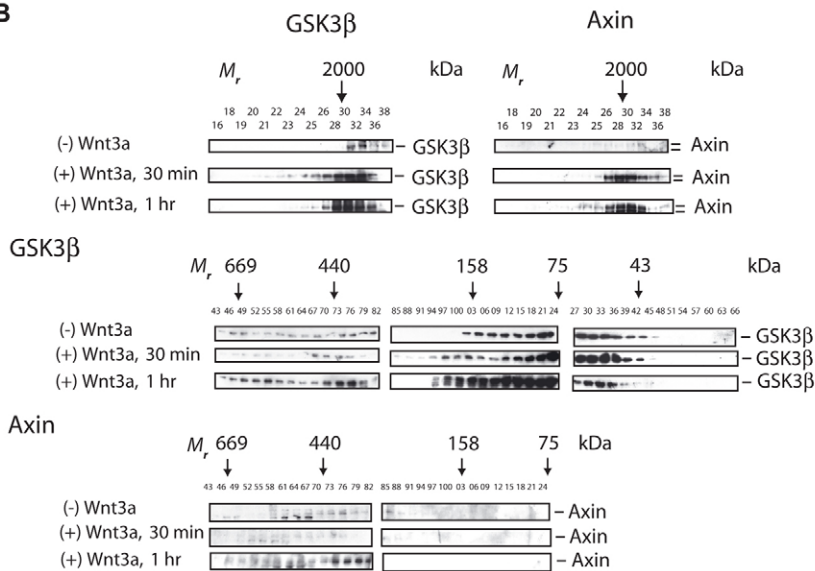 B
GSK3β Axin
Mr 2000 kDa Mr 2000 kDa
18 20 22 24 26 30 34 38 18 20 22 24 26 30 34 38
16 19 21 23 25 28 32 36 16 19 21 23 25 28 32 36
(-) Wnt3a – GSK3β = Axin
(+) Wnt3a, 30 min – GSK3β = Axin
(+) Wnt3a, 1 hr – GSK3β = Axin
GSK3β
Mr 669 440 158 75 43 kDa
43 46 49 52 55 58 61 64 67 70 73 76 79 82 85 88 91 94 97 100 03 06 09 12 15 18 21 24 27 30 33 36 39 42 45 48 51 54 57 60 63 66
(-) Wnt3a – GSK3β
(+) Wnt3a, 30 min – GSK3β
(+) Wnt3a, 1 hr – GSK3β
Axin
Mr 669 440 158 75 kDa
43 46 49 52 55 58 61 64 67 70 73 76 79 82 85 88 91 94 97 100 03 06 09 12 15 18 21 24
(-) Wnt3a – Axin
(+) Wnt3a, 30 min – Axin
(+) Wnt3a, 1 hr – Axin